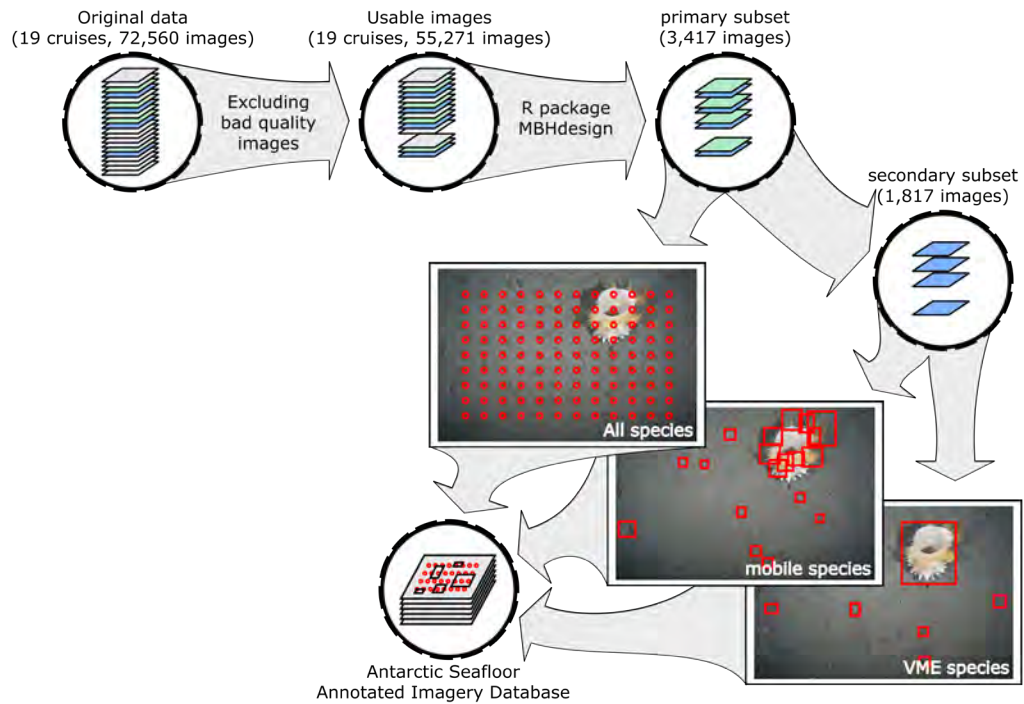 Original data
(19 cruises, 72,560 images)
Usable images
(19 cruises, 55,271 images)
primary subset
(3,417 images)
Excluding
bad quality
images
R package
MBHdesign
secondary subset
(1,817 images)
All species
mobile species
VME species
Antarctic Seafloor
Annotated Imagery Database